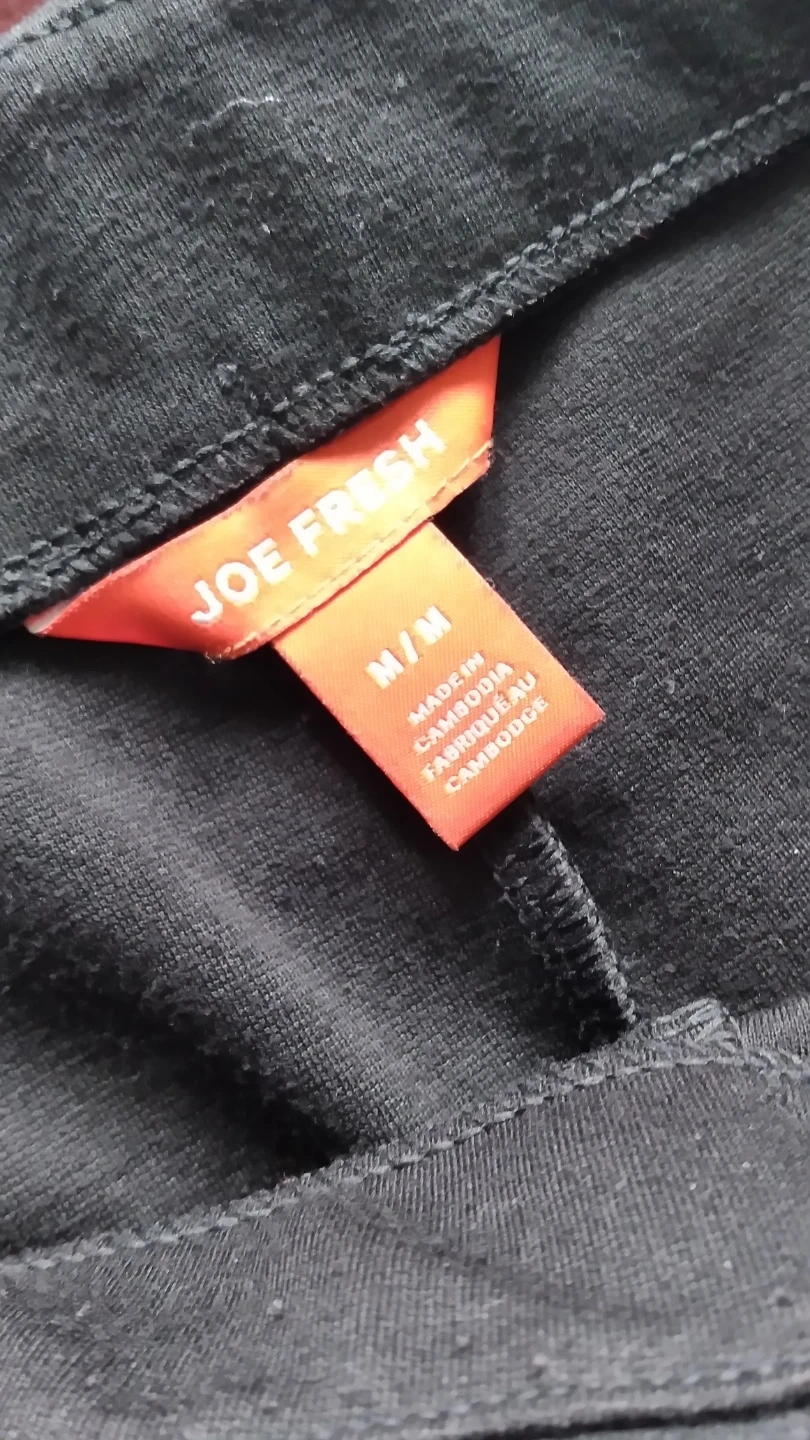 JOE FRESH
M/M
MADE IN
CAMBODIA
FABRIQUÉ AU
CAMBODGE